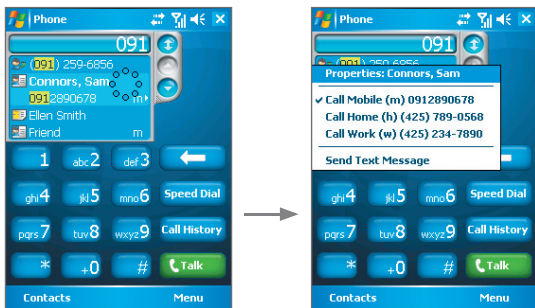 Phone
091
(091) 259-6856
Connors, Sam
0912890678 m
Ellen Smith
Friend m
1 abc2 def3
ghi4 jkl5 mno6 Speed Dial
pqrs7 tuv8 wxyz9 Call History
* +0 # Talk
Contacts Menu
Phone
091
(091) 259-6856
Properties: Connors, Sam
Call Mobile (m) 0912890678
Call Home (h) (425) 789-0568
Call Work (w) (425) 234-7890
Send Text Message
1 abc2 def3
ghi4 jkl5 mno6 Speed Dial
pqrs7 tuv8 wxyz9 Call History
* +0 # Talk
Contacts Menu